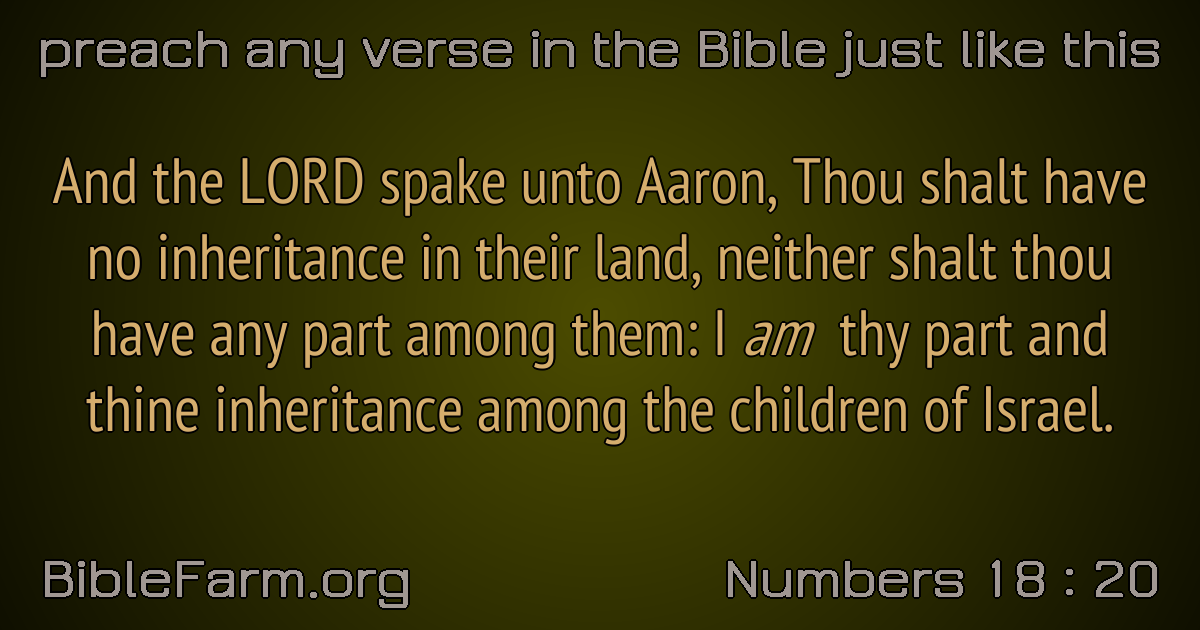 preach any verse in the Bible just like this
And the LORD spake unto Aaron, Thou shalt have
no inheritance in their land, neither shalt thou
have any part among them: I am thy part and
thine inheritance among the children of Israel.
BibleFarm.org
Numbers 18 : 20